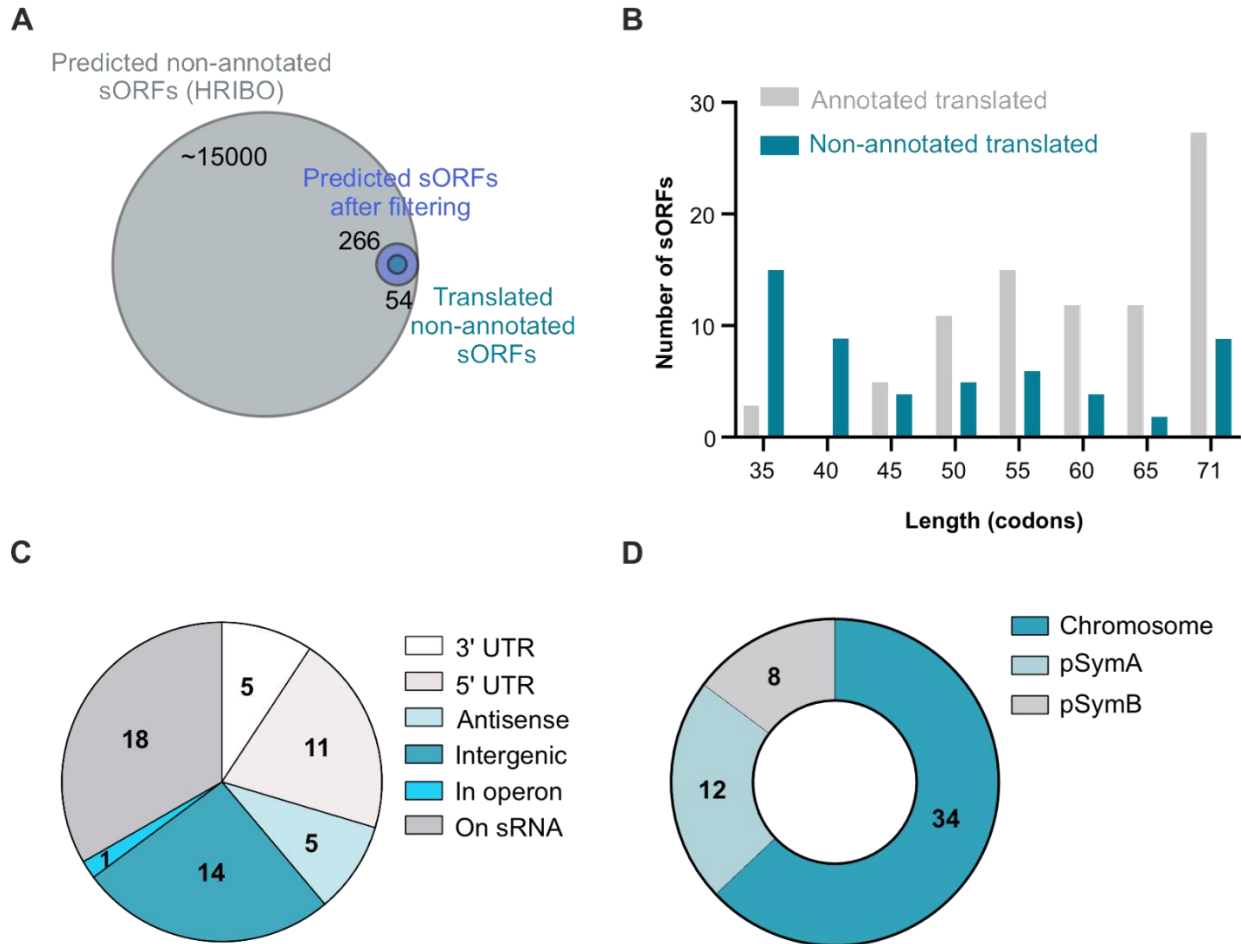 A
Predicted non-annotated
sORFs (HRIBO)
~15000
Predicted sORFs
after filtering
266
54
Translated
non-annotated
sORFs
B
Annotated translated
Non-annotated translated
Number of sORFs
30
20
10
0
35 40 45 50 55 60 65 71
Length (codons)
C
5
11
5
14
1
18
3' UTR
5' UTR
Antisense
Intergenic
In operon
On sRNA
D
8
12
34
Chromosome
pSymA
pSymB